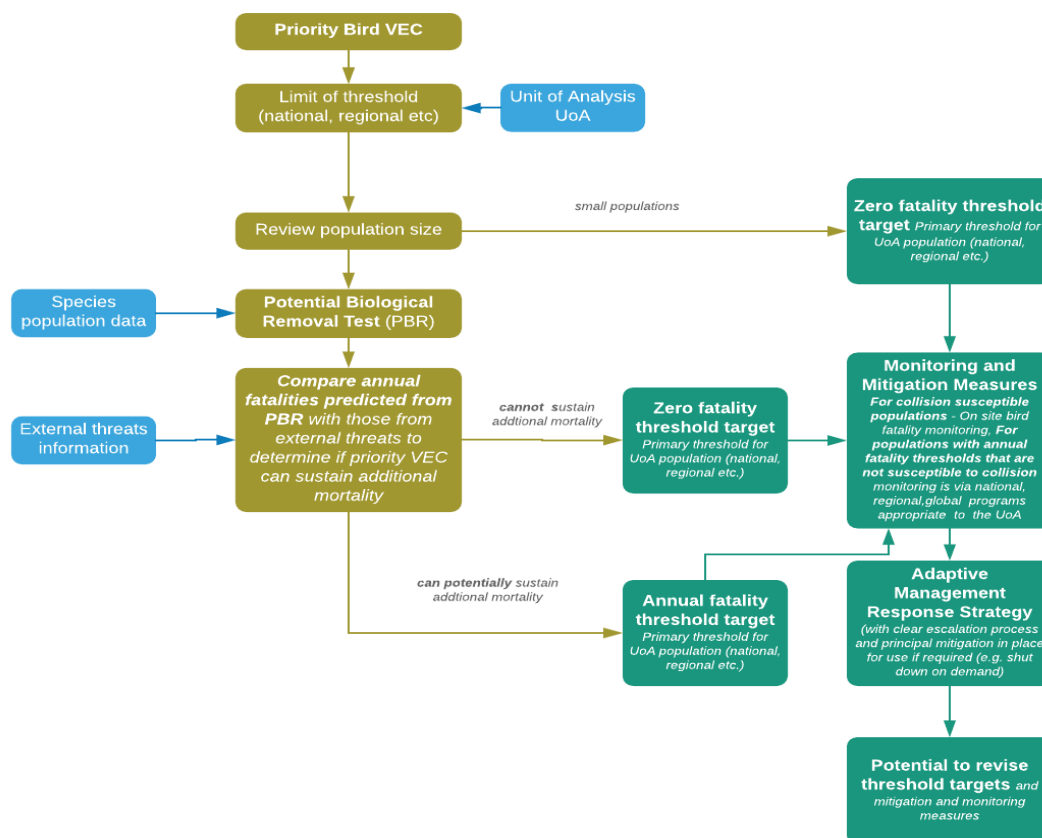 Priority Bird VEC
Limit of threshold
(national, regional etc)
Unit of Analysis
UoA
Review population size
small populations
Zero fatality threshold
target Primary threshold for
UoA population (national,
regional etc.)
Species
population data
Potential Biological
Removal Test (PBR)
External threats
information
Compare annual
fatalities predicted from
PBR with those from
external threats to
determine if priority VEC
can sustain additional
mortality
cannot sustain
addtional mortality
Zero fatality
threshold target
Primary threshold for
UoA population (national,
regional etc.)
Monitoring and
Mitigation Measures
For collision susceptible
populations - On site bird
fatality monitoring, For
populations with annual
fatality thresholds that are
not susceptible to collision
monitoring is via national,
regional,global programs
appropriate to the UoA
can potentially sustain
addtional mortality
Annual fatality
threshold target
Primary threshold for
UoA population (national,
regional etc.)
Adaptive
Management
Response Strategy
(with clear escalation process
and principal mitigation in place
for use if required (e.g. shut
down on demand)
Potential to revise
threshold targets and
mitigation and monitoring
measures